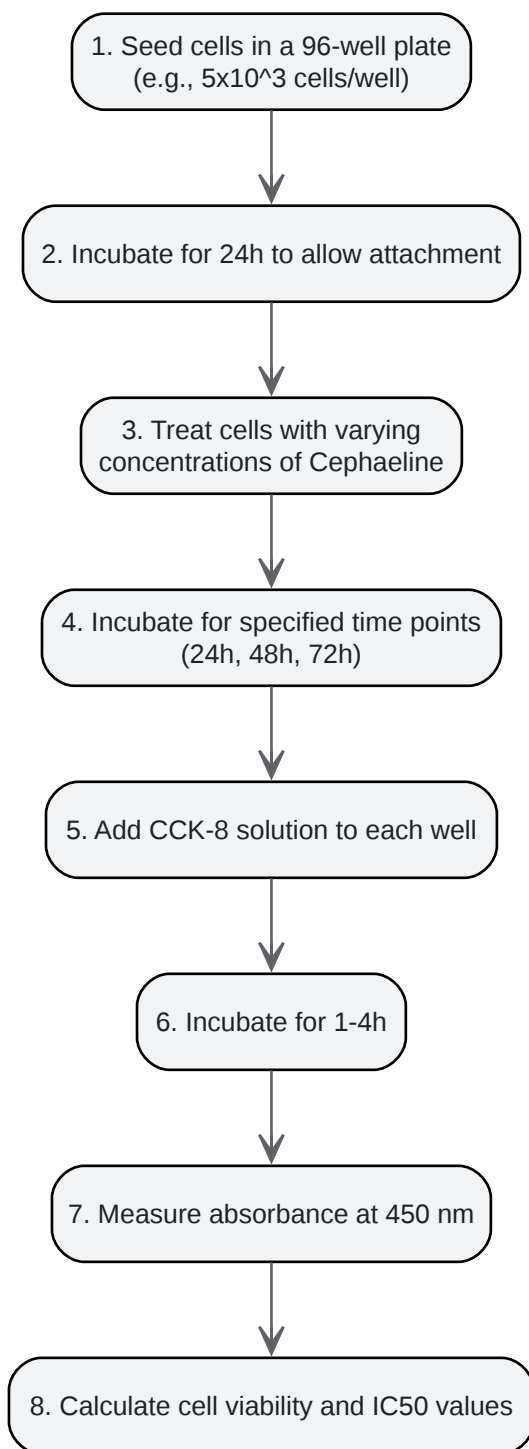 1. Seed cells in a 96-well plate
(e.g., 5x10^3 cells/well)
2. Incubate for 24h to allow attachment
3. Treat cells with varying
concentrations of Cephaeline
4. Incubate for specified time points
(24h, 48h, 72h)
5. Add CCK-8 solution to each well
6. Incubate for 1-4h
7. Measure absorbance at 450 nm
8. Calculate cell viability and IC50 values